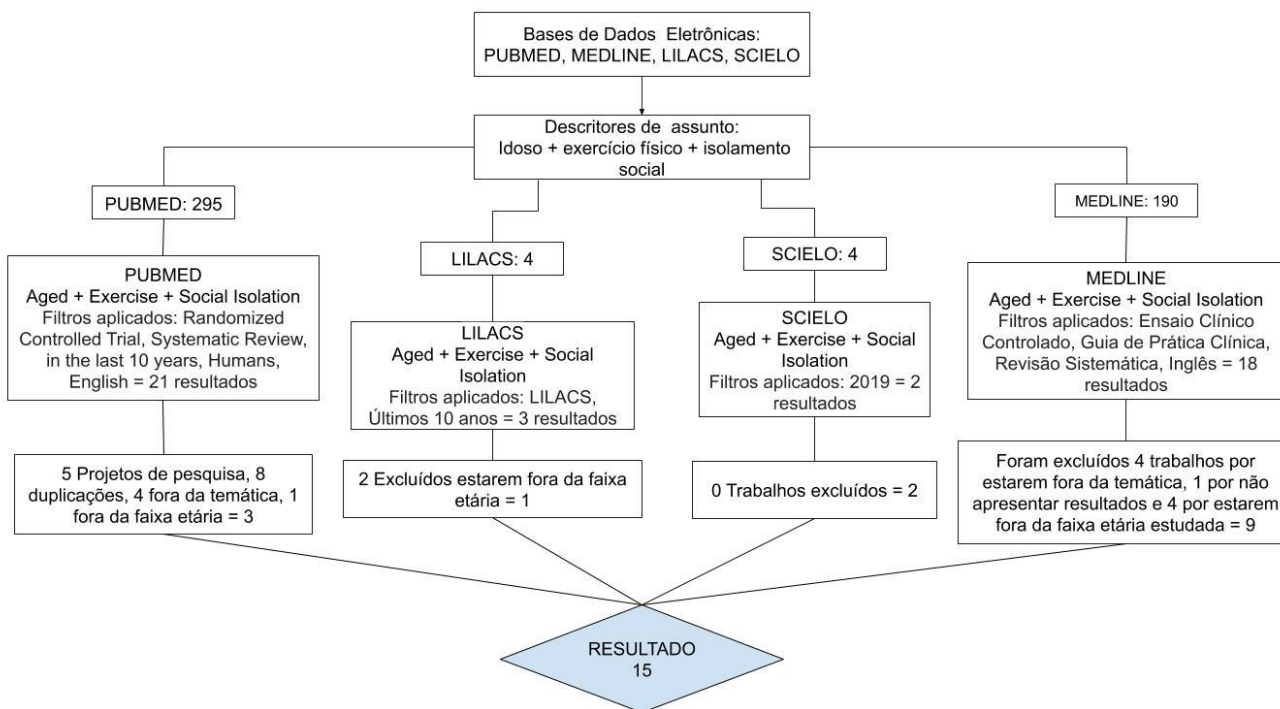 Bases de Dados Eletrônicas:
PUBMED, MEDLINE, LILACS, SCIELO
Descritores de assunto:
Idoso + exercício físico + isolamento
social
PUBMED: 295
LILACS: 4
SCIELO: 4
MEDLINE: 190
PUBMED
Aged + Exercise + Social Isolation
Filtros aplicados: Randomized
Controlled Trial, Systematic Review,
in the last 10 years, Humans,
English = 21 resultados
LILACS
Aged + Exercise + Social
Isolation
Filtros aplicados: LILACS,
Últimos 10 anos = 3 resultados
SCIELO
Aged + Exercise + Social
Isolation
Filtros aplicados: 2019 = 2
resultados
MEDLINE
Aged + Exercise + Social Isolation
Filtros aplicados: Ensaio Clínico
Controlado, Guia de Prática Clínica,
Revisão Sistemática, Inglês = 18
resultados
5 Projetos de pesquisa, 8
duplicações, 4 fora da temática, 1
fora da faixa etária = 3
2 Excluídos estarem fora da faixa
etária = 1
0 Trabalhos excluídos = 2
Foram excluídos 4 trabalhos por
estarem fora da temática, 1 por não
apresentar resultados e 4 por estarem
fora da faixa etária estudada = 9
RESULTADO
15